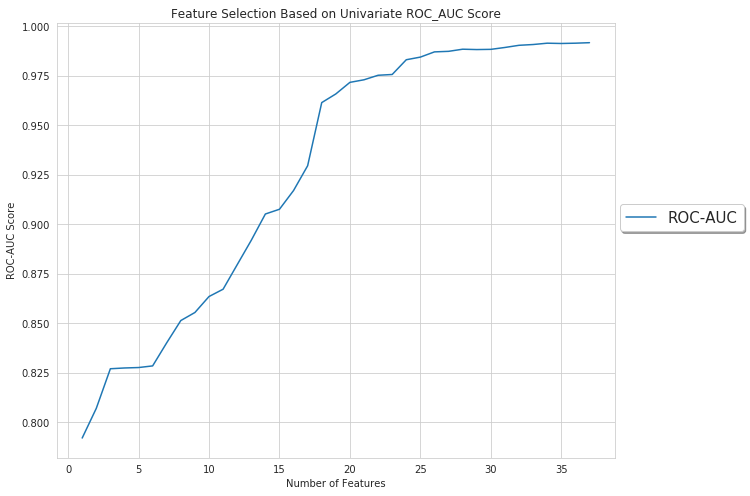 Feature Selection Based on Univariate ROC_AUC Score
1.000
0.975
0.950
0.925
0.900
0.875
0.850
0.825
0.800
ROC-AUC Score
ROC-AUC
0 5 10 15 20 25 30 35
Number of Features